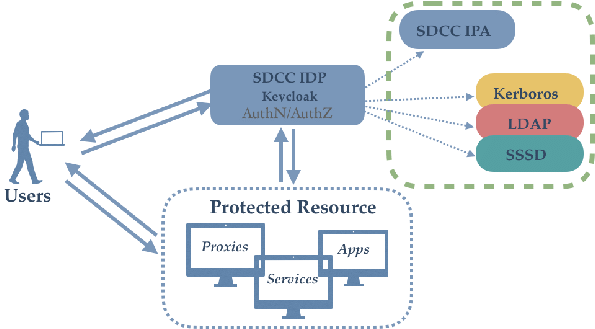 SDCC IPA
SDCC IDP
Keycloak
AuthN/AuthZ
Kerboros
LDAP
SSSD
Users
Protected Resource
Proxies
Services
Apps